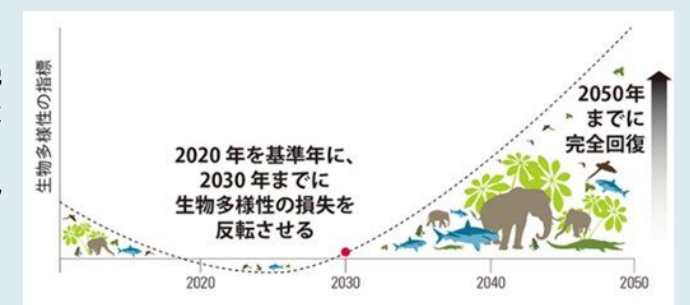 生物多様性の指標
2020 年を基準年に、
2030 年までに
生物多様性の損失を
反転させる
2050年
までに
完全回復
2020
2030
2040
2050